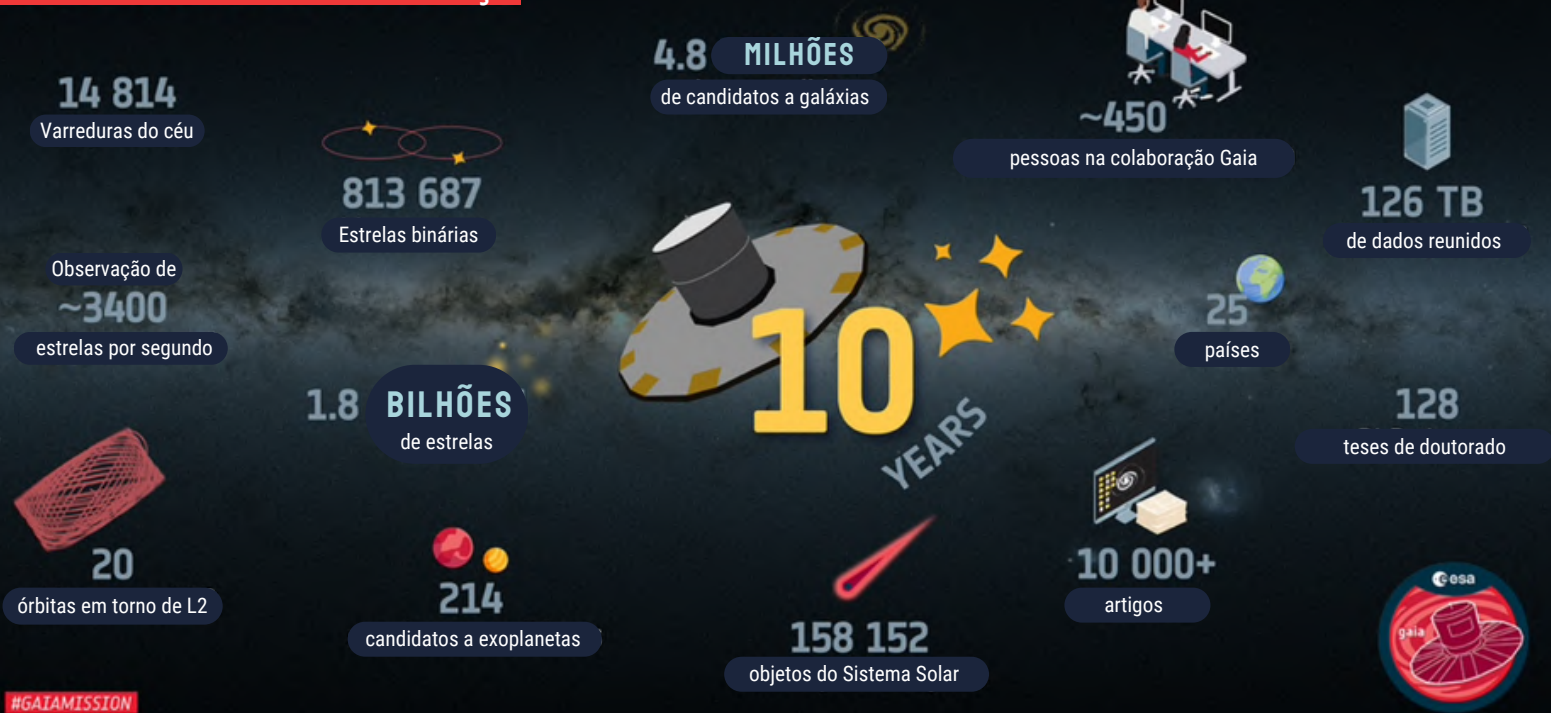 4.8 MILHÕES
de candidatos a galáxias
14 814
Varreduras do céu
~450
pessoas na colaboração Gaia
813 687
Estrelas binárias
126 TB
de dados reunidos
Observação de
~3400
estrelas por segundo
25
países
10
YEARS
1.8 BILHÕES
de estrelas
128
teses de doutorado
20
órbitas em torno de L2
214
candidatos a exoplanetas
158 152
objetos do Sistema Solar
10 000+
artigos
esa
gaia
#GAIAMISSION